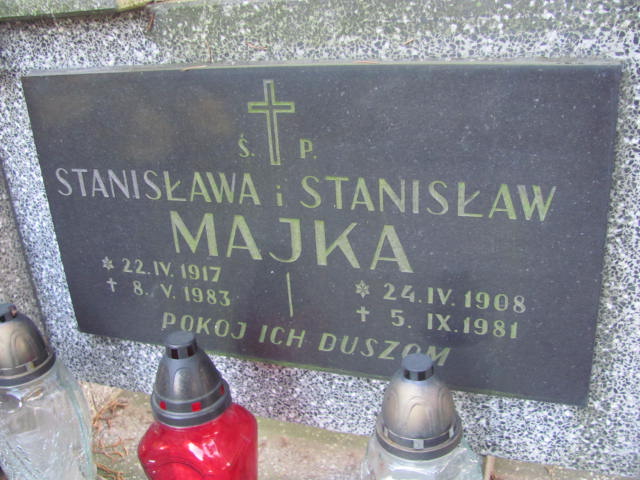 Ś. P.
STANISŁAWA i STANISŁAW
MAJKA
* 22.IV.1917 * 24.IV.1908
† 8.V.1983 † 5.IX.1981
POKOJ ICH DUSZOM